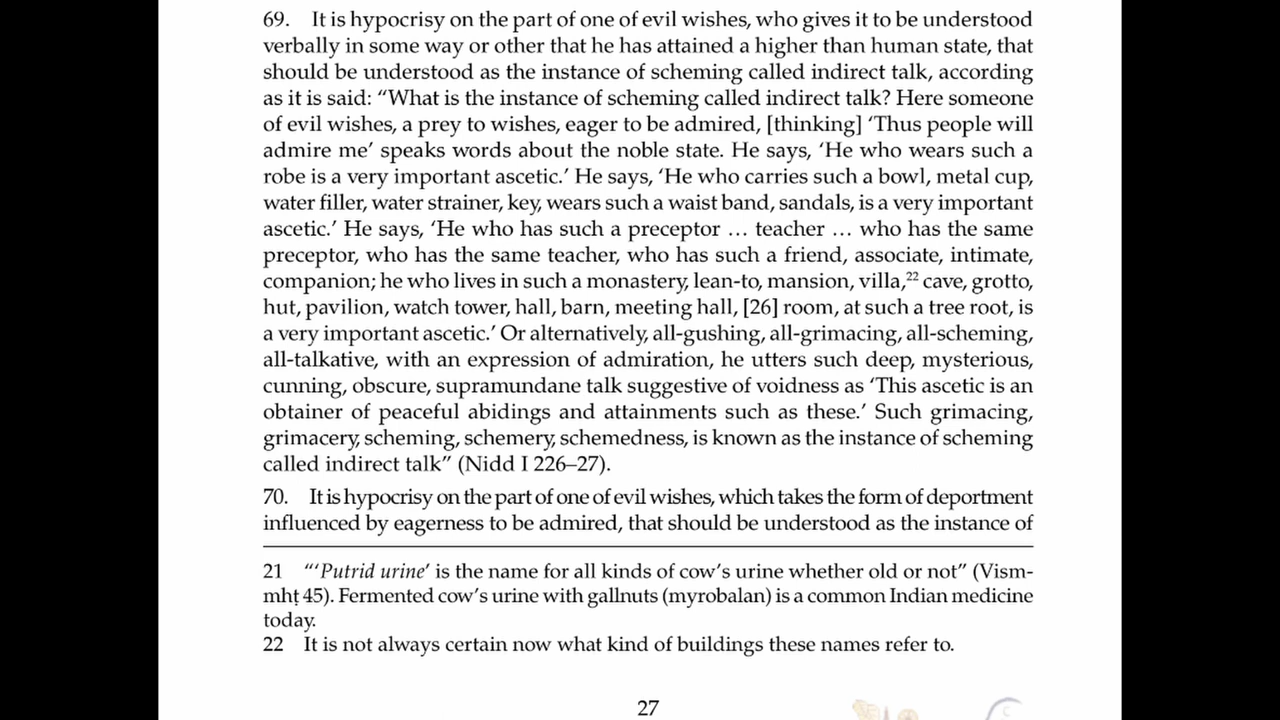 69. It is hypocrisy on the part of one of evil wishes, who gives it to be understood
verbally in some way or other that he has attained a higher than human state, that
should be understood as the instance of scheming called indirect talk, according
as it is said: “What is the instance of scheming called indirect talk? Here someone
of evil wishes, a prey to wishes, eager to be admired, [thinking] ‘Thus people will
admire me’ speaks words about the noble state. He says, ‘He who wears such a
robe is a very important ascetic.’ He says, ‘He who carries such a bowl, metal cup,
water filler, water strainer, key, wears such a waist band, sandals, is a very important
ascetic.’ He says, ‘He who has such a preceptor … teacher … who has the same
preceptor, who has the same teacher, who has such a friend, associate, intimate,
companion; he who lives in such a monastery, lean-to, mansion, villa,²² cave, grotto,
hut, pavilion, watch tower, hall, barn, meeting hall, [26] room, at such a tree root, is
a very important ascetic.’ Or alternatively, all-gushing, all-grimacing, all-scheming,
all-talkative, with an expression of admiration, he utters such deep, mysterious,
cunning, obscure, supramundane talk suggestive of voidness as ‘This ascetic is an
obtainer of peaceful abidings and attainments such as these.’ Such grimacing,
grimacery, scheming, schemery, schemedness, is known as the instance of scheming
called indirect talk” (Nidd I 226–27).
70. It is hypocrisy on the part of one of evil wishes, which takes the form of deportment
influenced by eagerness to be admired, that should be understood as the instance of
21 “‘Putrid urine’ is the name for all kinds of cow’s urine whether old or not” (Vism-
mhṭ 45). Fermented cow’s urine with gallnuts (myrobalan) is a common Indian medicine
today.
22 It is not always certain now what kind of buildings these names refer to.
27